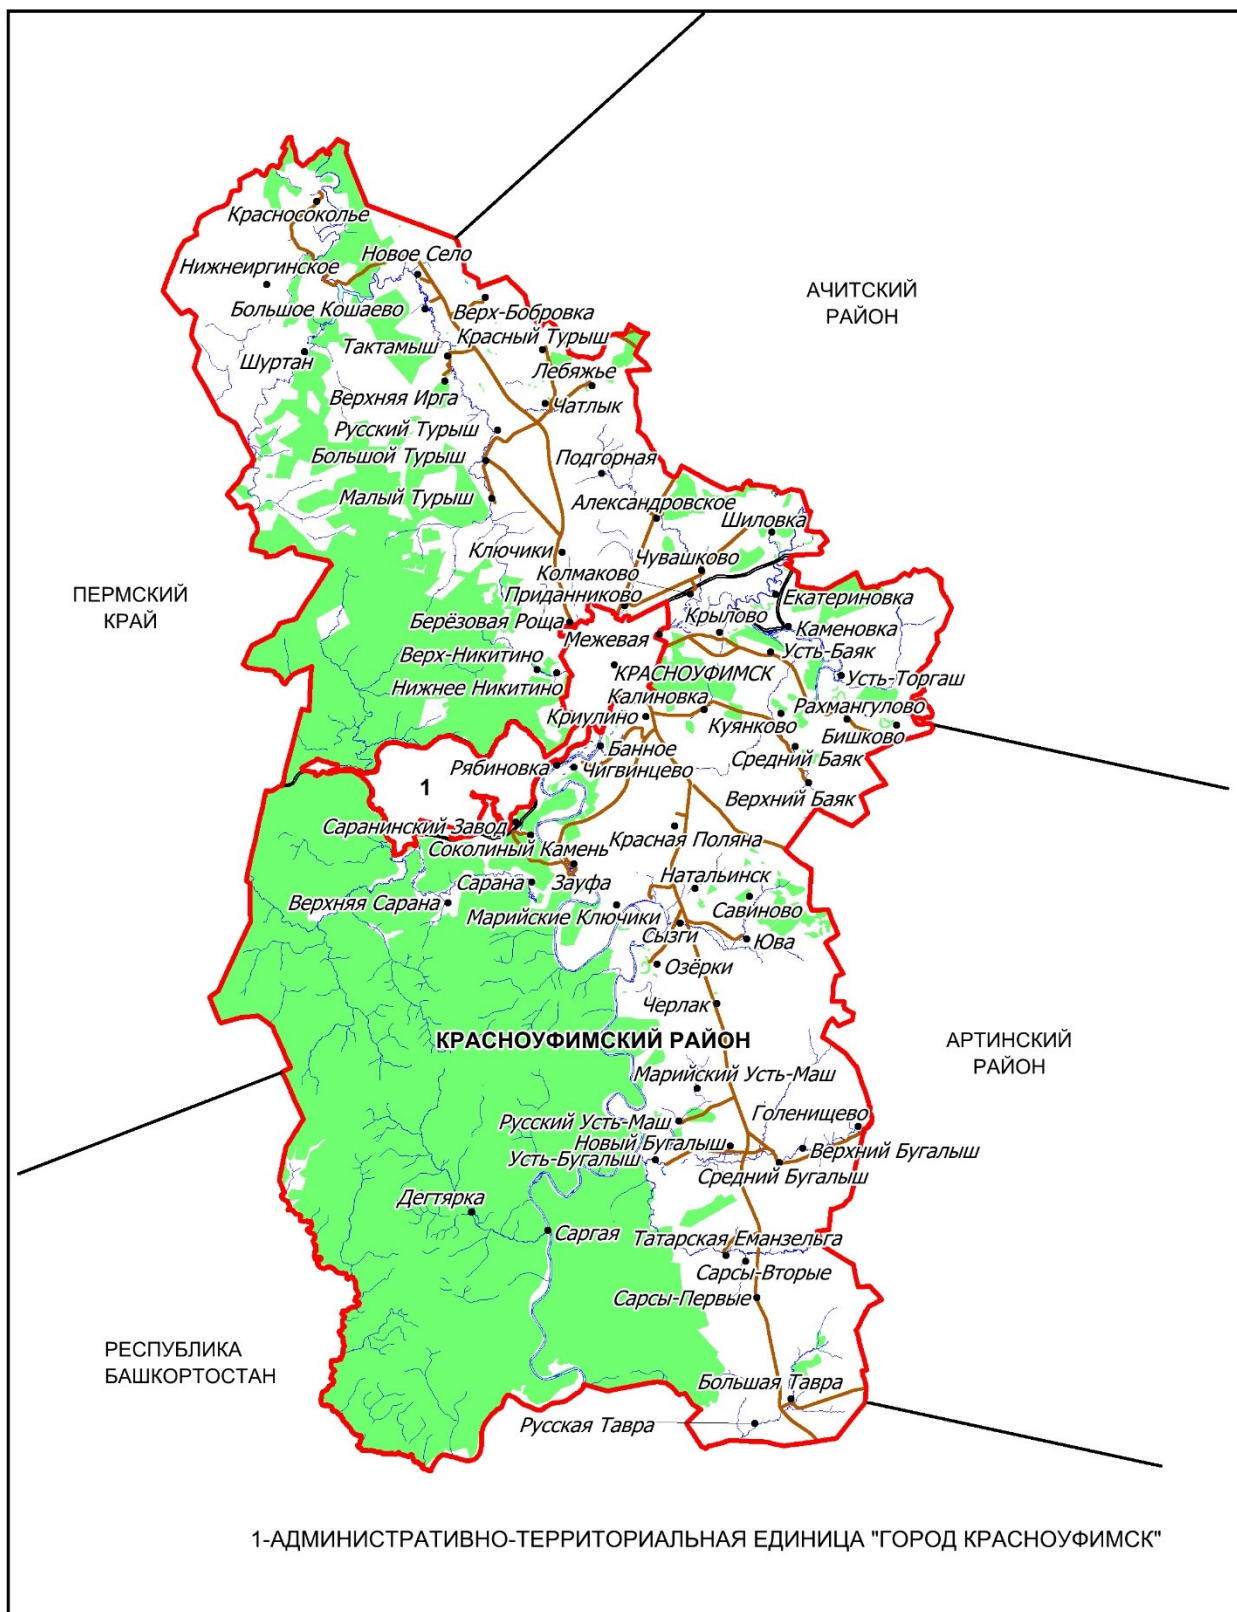 Красносоколье
Новое Село
Нижнеиргинское
АЧИТСКИЙ
РАЙОН
Большое Кошаево
Верх-Бобровка
Красный Турыш
Тактамыш
Шуртан
Лебяжье
Верхняя Ирга
Чатлык
Русский Турыш
Большой Турыш
Подгорная
Малый Турыш
Александровское
Шиловка
Ключики
Чувашково
Колмаково
Приданниково
ПЕРМСКИЙ
КРАЙ
Екатериновка
Берёзовая Роща
Крылово
Каменовка
Межевая
Усть-Баяк
Верх-Никитино
КРАСНОУФИМСК
Усть-Торгаш
Нижнее Никитино
Калиновка
Рахмангулово
Криулино
Куянково
Бишково
Банное
Средний Баяк
Рябиновка
Чигвинцево
1
Верхний Баяк
Саранинский Завод
Красная Поляна
Соколиный Камень
Сарана
Зауфа
Натальинск
Верхняя Сарана
Савиново
Марийские Ключики
Сызги
Юва
Озёрки
Черлак
КРАСНОУФИМСКИЙ РАЙОН
АРТИНСКИЙ
РАЙОН
Марийский Усть-Маш
Голенищево
Русский Усть-Маш
Новый Бугалыш
Верхний Бугалыш
Усть-Бугалыш
Средний Бугалыш
Дегтярка
Саргая
Татарская Еманзельга
Сарсы-Вторые
Сарсы-Первые
РЕСПУБЛИКА
БАШКОРТОСТАН
Большая Тавра
Русская Тавра
1-АДМИНИСТРАТИВНО-ТЕРРИТОРИАЛЬНАЯ ЕДИНИЦА "ГОРОД КРАСНОУФИМСК"